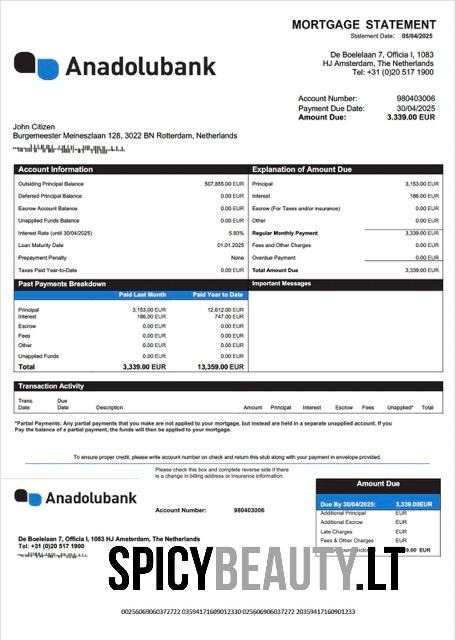 MORTGAGE STATEMENT
Statement Date: 05/04/2025
Anadolubank
De Boelelaan 7, Officia I, 1083
HJ Amsterdam, The Netherlands
Tel: +31 (0)20 517 1900
Account Number: 980403006
Payment Due Date: 30/04/2025
Amount Due: 3.339.00 EUR
John Citizen
Burgemeester Meineszlaan 128, 3022 BN Rotterdam, Netherlands
Account Information
Outsiding Principal Balance 507,855.00 EUR
Deferred Principal Balance 0.00 EUR
Escrow Account Balance 0.00 EUR
Unapplied Funds Balance 0.00 EUR
Interest Rate (until 30/04/2025) 5.93%
Loan Maturity Date 01.01.2025
Prepayment Penalty None
Taxes Paid Year-to-Date 0.00 EUR
Explanation of Amount Due
Principal 3,153.00 EUR
Interest 186.00 EUR
Escrow (For Taxes and/or insurance) 0.00 EUR
Other 0.00 EUR
Regular Monthly Payment 3,339.00 EUR
Fees and Other Charges 0.00 EUR
Overdue Payment 0.00 EUR
Total Amount Due 3,339.00 EUR
Past Payments Breakdown
Paid Last Month Paid Year to Date
Principal 3,153.00 EUR 12,612.00 EUR
Interest 186.00 EUR 747.00 EUR
Escrow 0.00 EUR 0.00 EUR
Fees 0.00 EUR 0.00 EUR
Other 0.00 EUR 0.00 EUR
Unapplied Funds 0.00 EUR 0.00 EUR
Total 3,339.00 EUR 13,359.00 EUR
Important Messages
Transaction Activity
Trans. Date Due Date Description Amount Principal Interest Escrow Fees Unapplied* Total
*Partial Payments: Any partial payments that you make are not applied to your mortgage, but instead are held in a separate unapplied account. If you
Pay the balance of a partial payment, the funds will then be applied to your mortgage.
To ensure proper credit, please write account number on check and return this stub along with your payment in envelope provided.
Please check this box and complete reverse side if there
is a change in billing address or insurance information.
Anadolubank
Account Number: 980403006
De Boelelaan 7, Officia I, 1083 HJ Amsterdam, The Netherlands
Tel: +31 (0)20 517 1900
Amount Due
Due By 30/04/2025: 3,339.00EUR
Additional Principal EUR
Additional Escrow EUR
Late Charges EUR
Fees & Other Charges EUR
EUR
SPICYBEAUTY.LT
0025606906037272 20359417160901​2330 025606906037272 20359417160901233